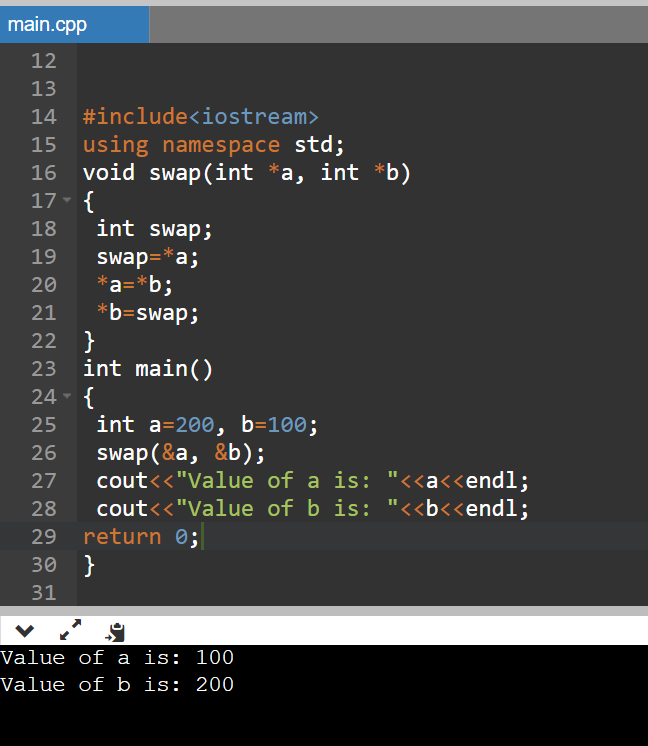 main.cpp
12
13
14 #include<iostream>
15 using namespace std;
16 void swap(int *a, int *b)
17 {
18  int swap;
19  swap=*a;
20  *a=*b;
21  *b=swap;
22 }
23 int main()
24 {
25  int a=200, b=100;
26  swap(&a, &b);
27  cout<<"Value of a is: "<<a<<endl;
28  cout<<"Value of b is: "<<b<<endl;
29 return 0;
30 }
31
Value of a is: 100
Value of b is: 200